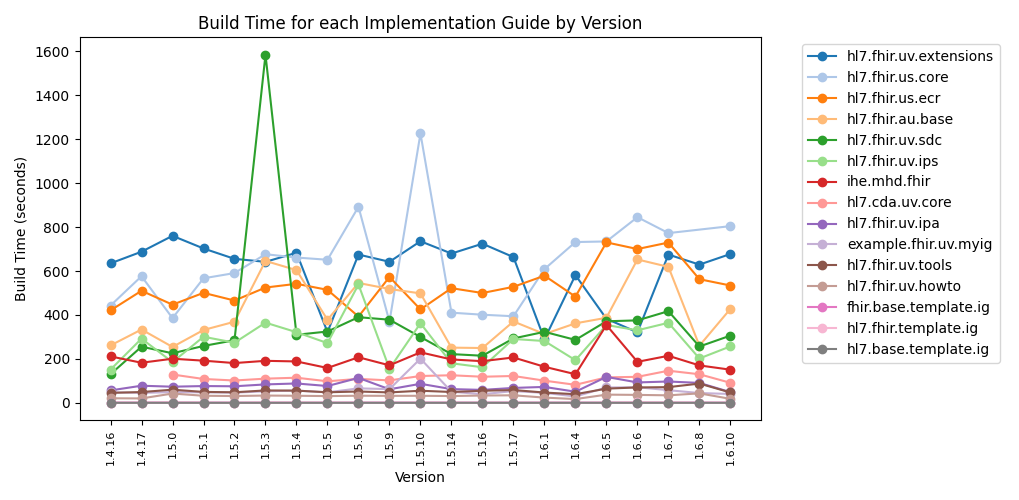 Build Time for each Implementation Guide by Version
Build Time (seconds)
1600
1400
1200
1000
800
600
400
200
0
1.4.16
1.4.17
1.5.0
1.5.1
1.5.2
1.5.3
1.5.4
1.5.5
1.5.6
1.5.9
1.5.10
1.5.14
1.5.16
1.5.17
1.6.1
1.6.4
1.6.5
1.6.6
1.6.7
1.6.8
1.6.10
Version
hl7.fhir.uv.extensions
hl7.fhir.us.core
hl7.fhir.us.ecr
hl7.fhir.au.base
hl7.fhir.uv.sdc
hl7.fhir.uv.ips
ihe.mhd.fhir
hl7.cda.uv.core
hl7.fhir.uv.ipa
example.fhir.uv.myig
hl7.fhir.uv.tools
hl7.fhir.uv.howto
fhir.base.template.ig
hl7.fhir.template.ig
hl7.base.template.ig